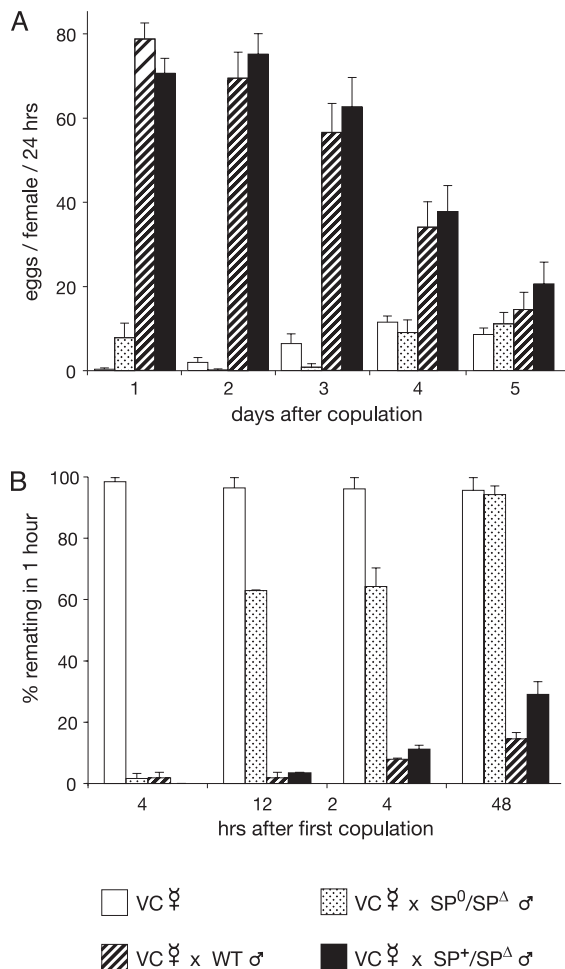 A
80
60
40
20
0
eggs / female / 24 hrs
1 2 3 4 5
days after copulation
B
100
80
60
40
20
0
% remating in 1 hour
4 12 2 4 48
hrs after first copulation
VC ☿
VC ☿ x SP⁰/SP^Δ ♂
VC ☿ x WT ♂
VC ☿ x SP⁺/SP^Δ ♂